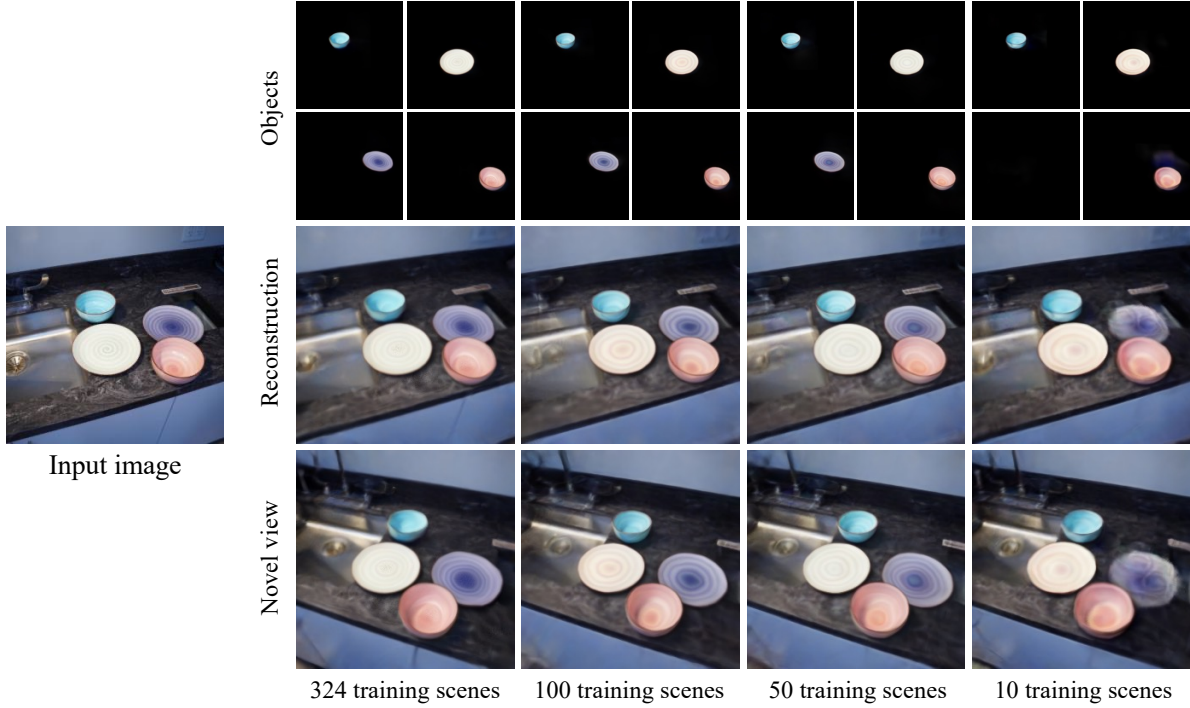 Objects
Reconstruction
Input image
Novel view
324 training scenes
100 training scenes
50 training scenes
10 training scenes